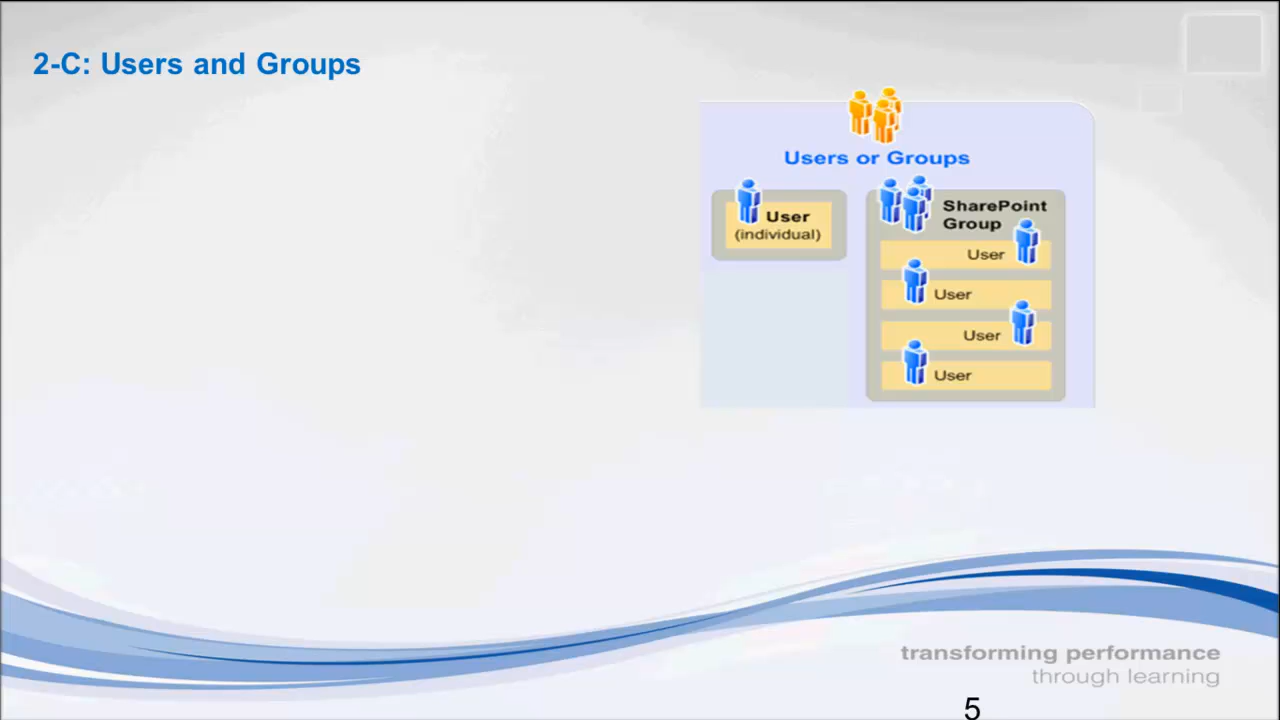 2-C: Users and Groups
Users or Groups
User
(individual)
SharePoint
Group
User
User
User
User
transforming performance
through learning
5